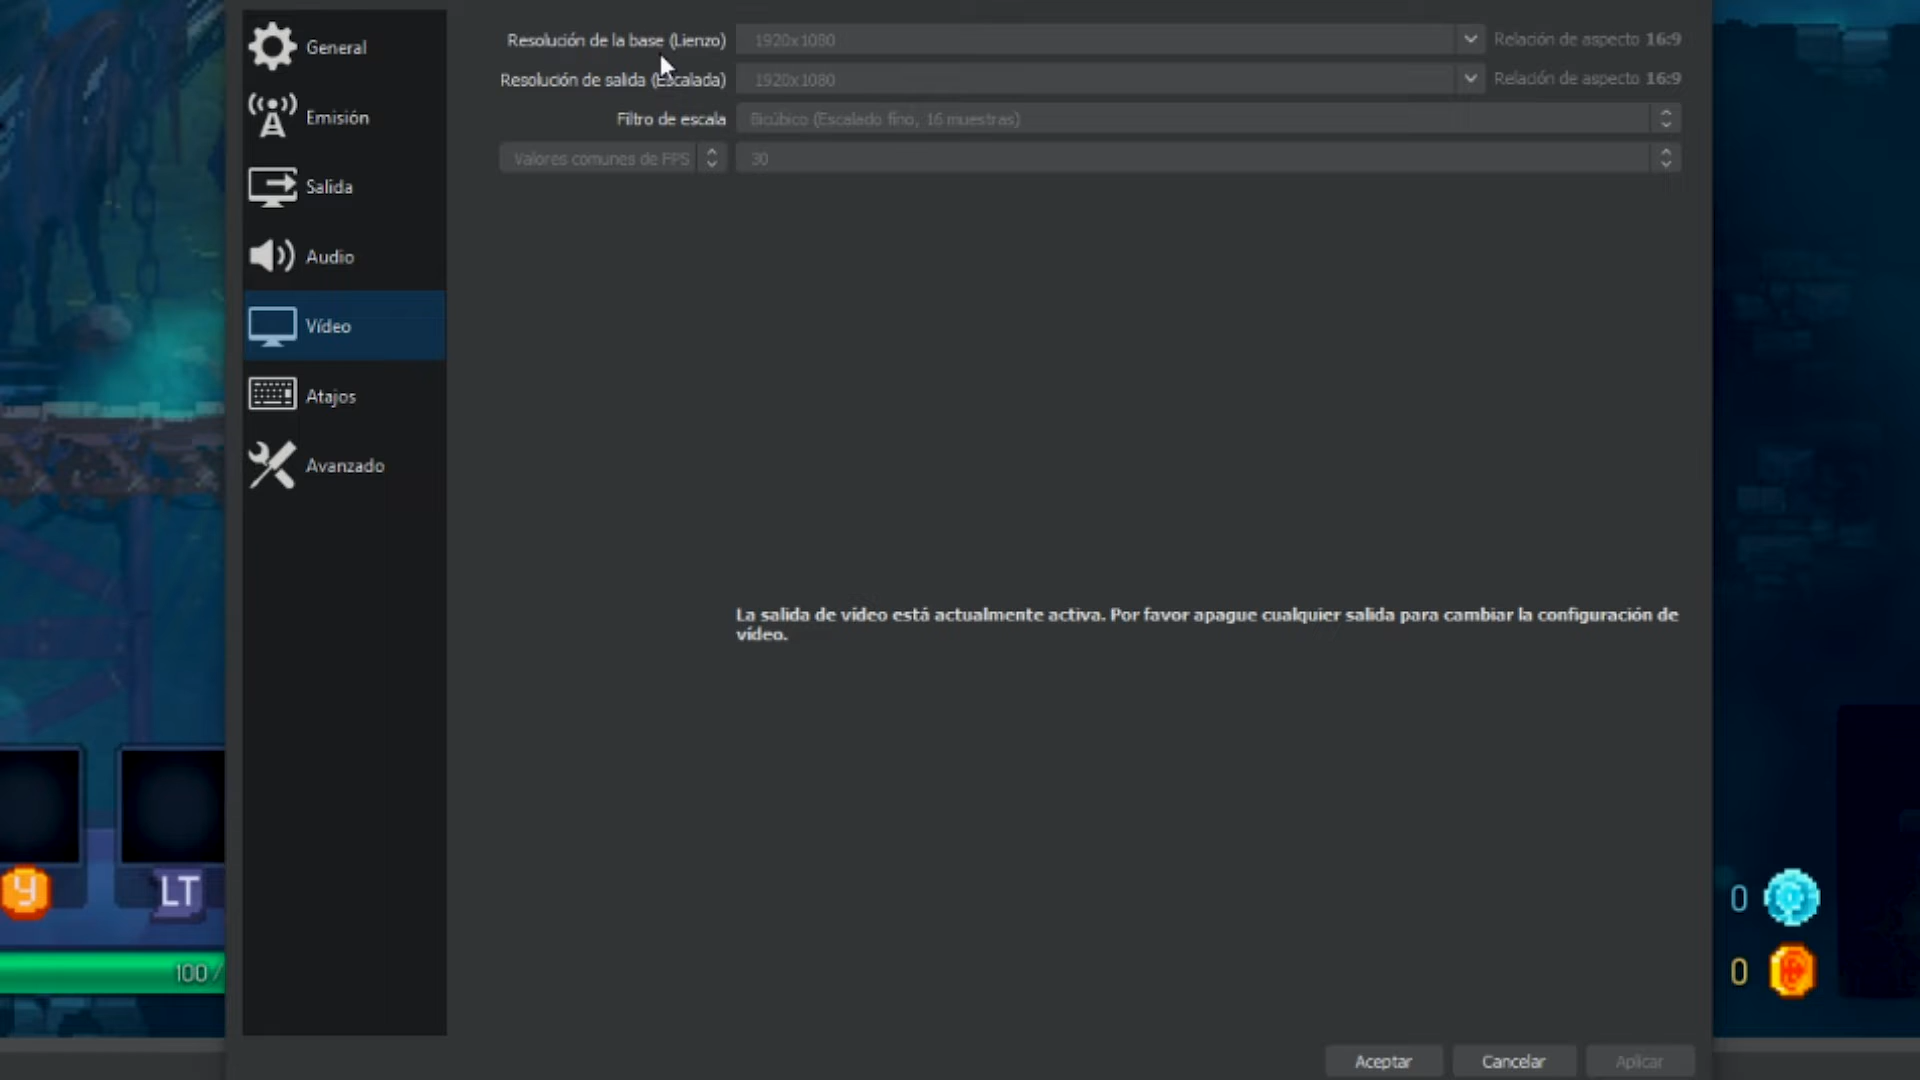 General
Emisión
Salida
Audio
Vídeo
Atajos
Avanzado
Resolución de la base (Lienzo)
1920x1080
Relación de aspecto 16:9
Resolución de salida (Escalada)
1920x1080
Relación de aspecto 16:9
Filtro de escala
Bicúbico (Escalado fino, 16 muestras)
Valores comunes de FPS
30
La salida de vídeo está actualmente activa. Por favor apague cualquier salida para cambiar la configuración de
vídeo.
Y
LT
100 /
0
0
Aceptar
Cancelar
Aplicar